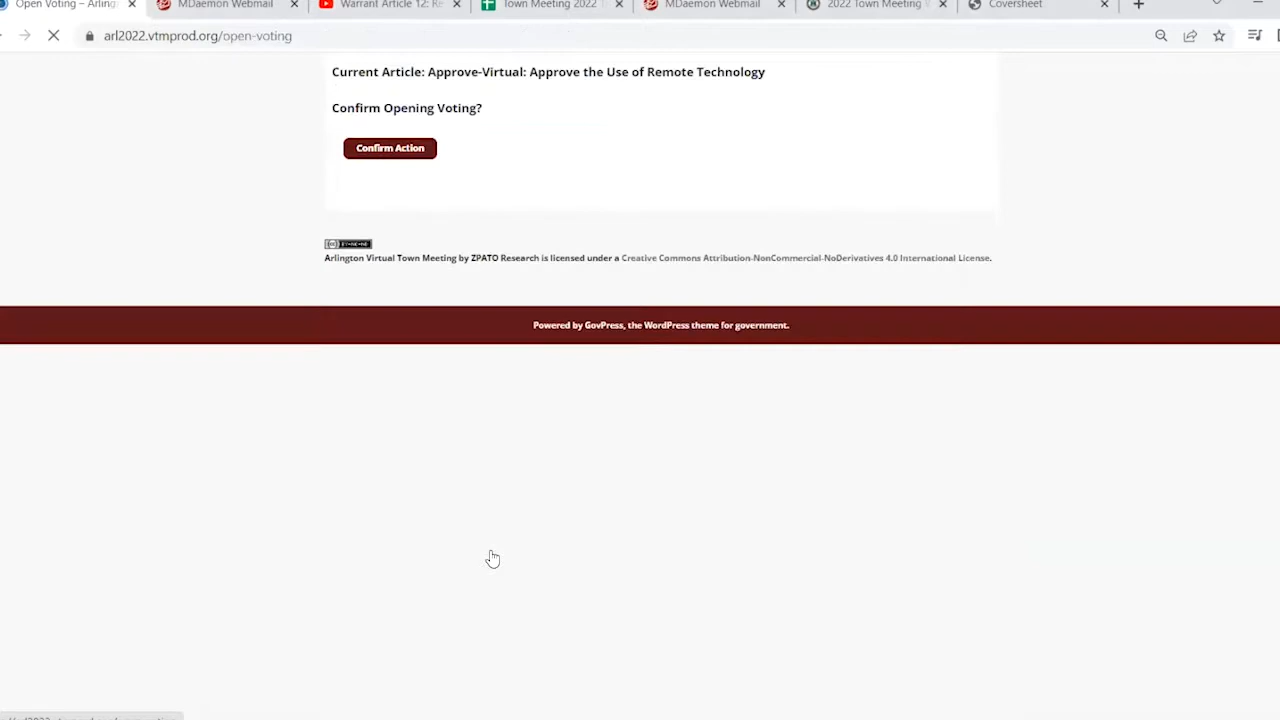 Open Voting – Arling
MDaemon Webmail
Warrant Article 12: Re
Town Meeting 2022 T
MDaemon Webmail
2022 Town Meeting
Coversheet
arl2022.vtmprod.org/open-voting
Current Article: Approve-Virtual: Approve the Use of Remote Technology
Confirm Opening Voting?
Confirm Action
Arlington Virtual Town Meeting by ZPATO Research is licensed under a Creative Commons Attribution-NonCommercial-NoDerivatives 4.0 International License.
Powered by GovPress, the WordPress theme for government.